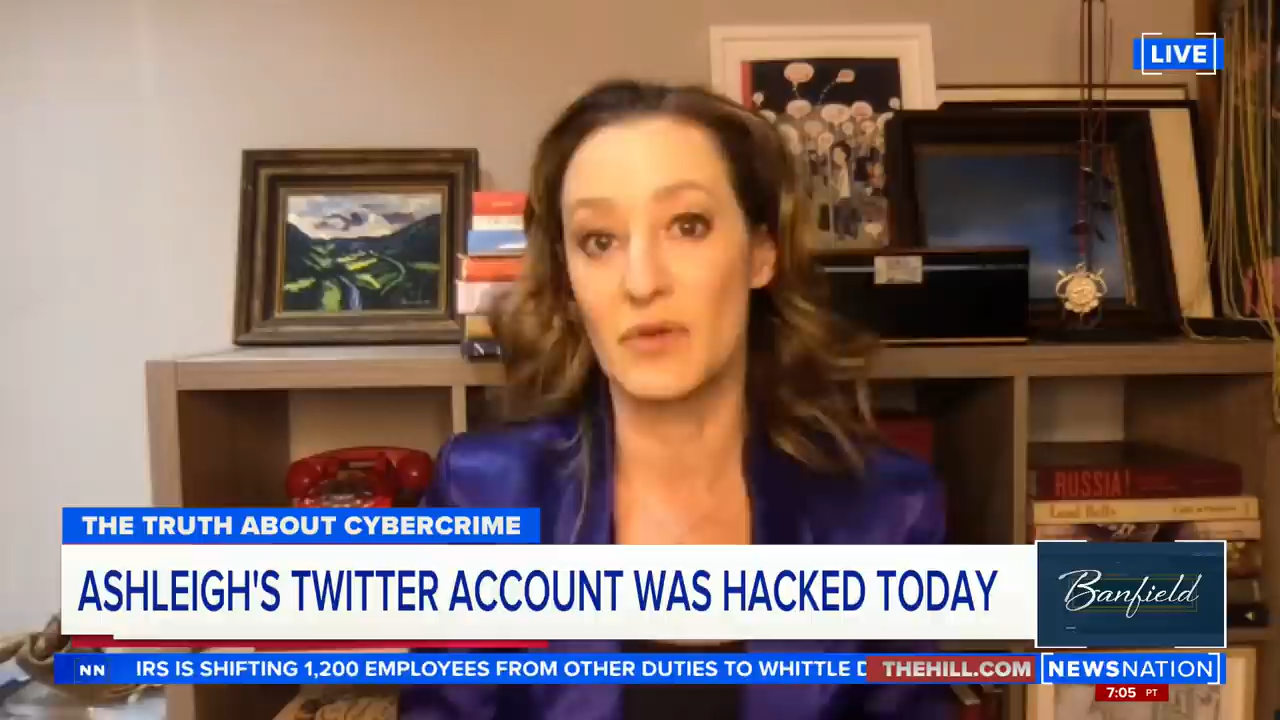 LIVE
RUSSIA!
THE TRUTH ABOUT CYBERCRIME
ASHLEIGH'S TWITTER ACCOUNT WAS HACKED TODAY
Banfield
NN IRS IS SHIFTING 1,200 EMPLOYEES FROM OTHER DUTIES TO WHITTLE D THEHILL.COM NEWSNATION
7:05 PT